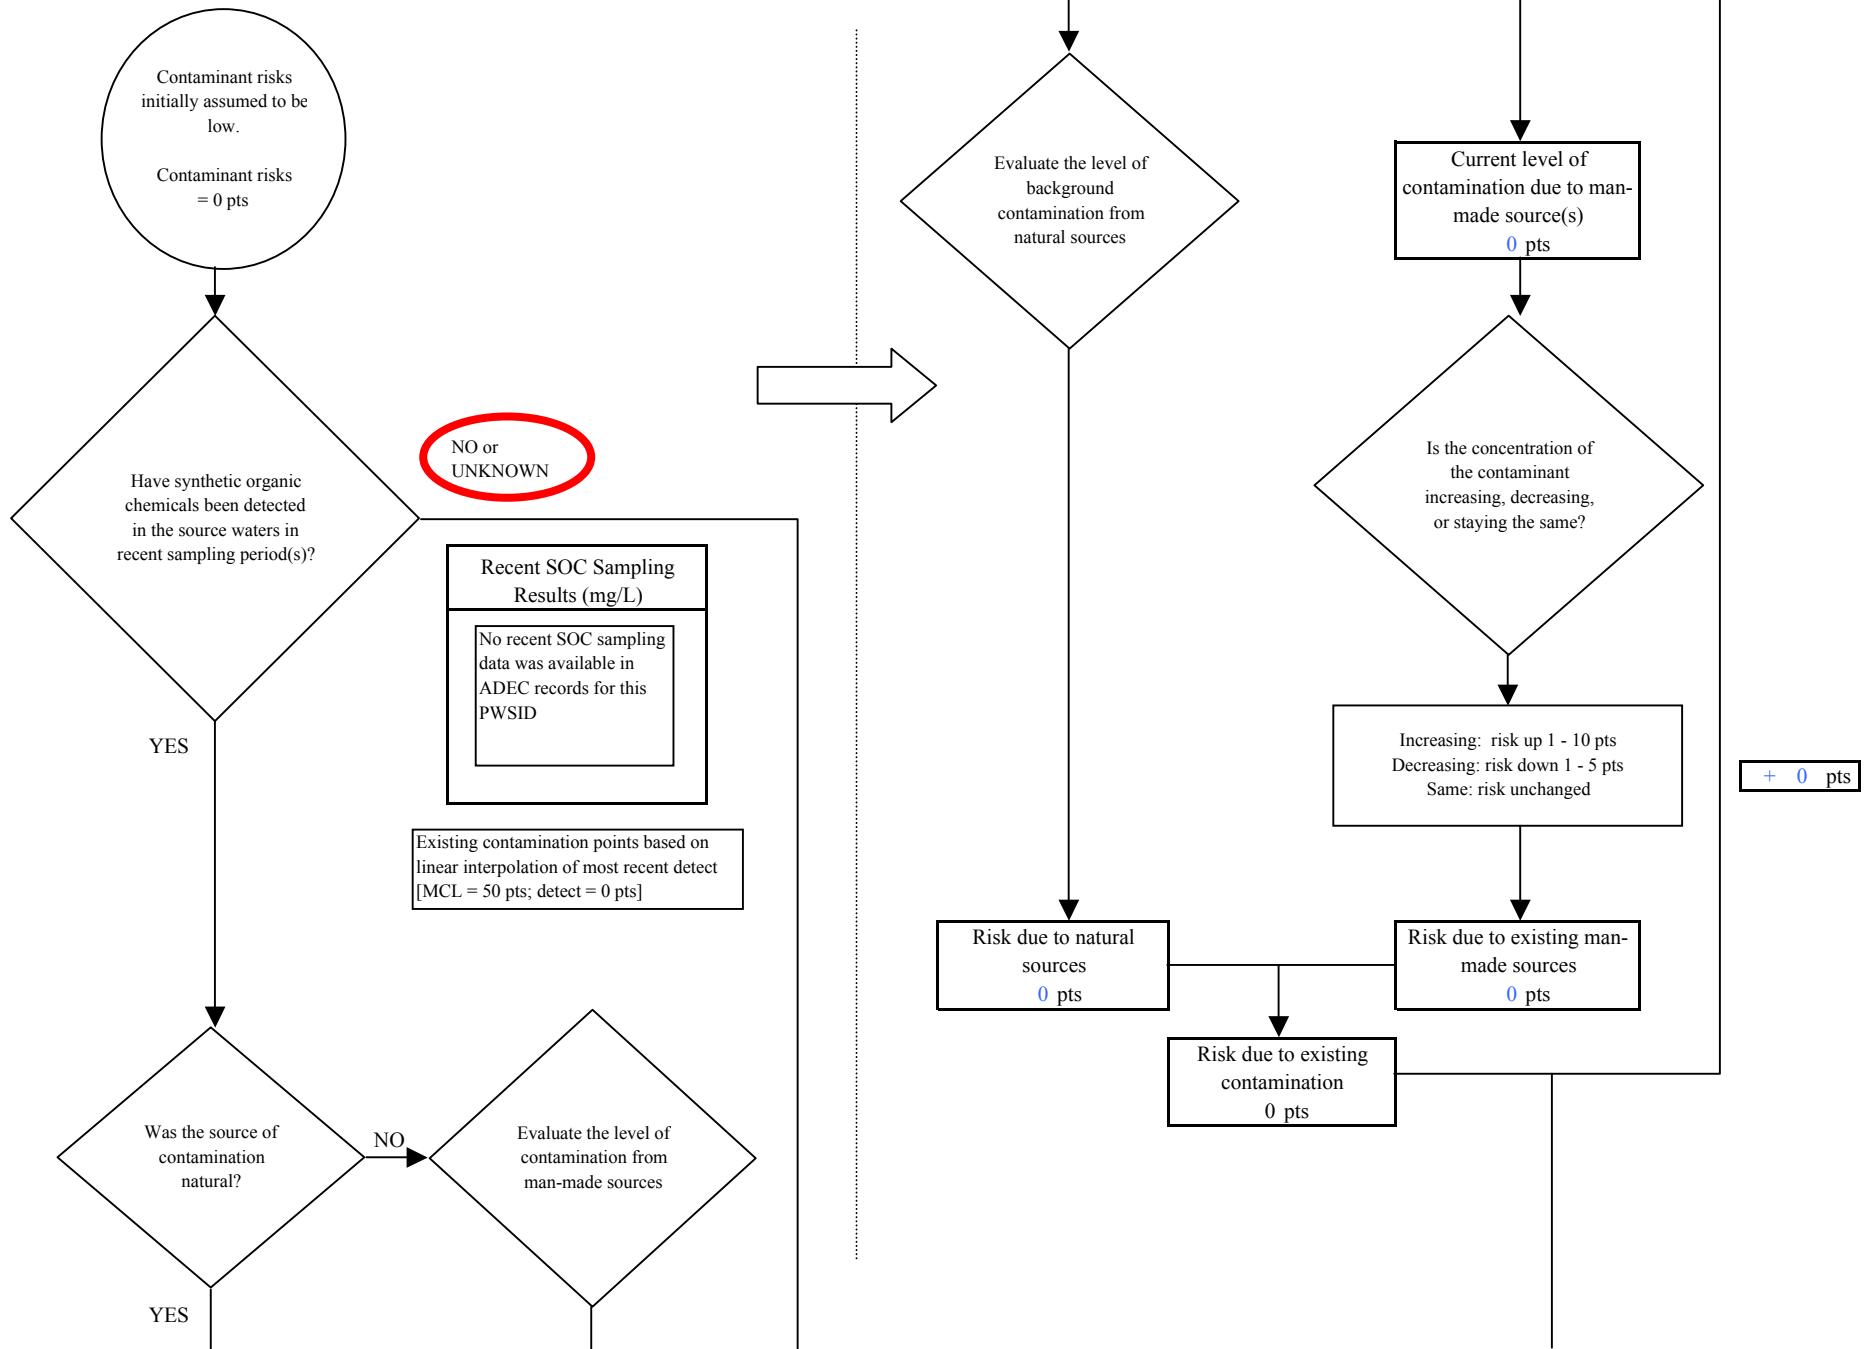 Contaminant risks
initially assumed to be
low.
Contaminant risks
= 0 pts
Have synthetic organic
chemicals been detected
in the source waters in
recent sampling period(s)?
NO or
UNKNOWN
Recent SOC Sampling
Results (mg/L)
No recent SOC sampling
data was available in
ADEC records for this
PWSID
YES
Existing contamination points based on
linear interpolation of most recent detect
[MCL = 50 pts; detect = 0 pts]
Was the source of
contamination
natural?
NO
Evaluate the level of
contamination from
man-made sources
YES
Evaluate the level of
background
contamination from
natural sources
Current level of
contamination due to man-
made source(s)
0 pts
Is the concentration of
the contaminant
increasing, decreasing,
or staying the same?
Increasing: risk up 1 - 10 pts
Decreasing: risk down 1 - 5 pts
Same: risk unchanged
+ 0 pts
Risk due to natural
sources
0 pts
Risk due to existing man-
made sources
0 pts
Risk due to existing
contamination
0 pts